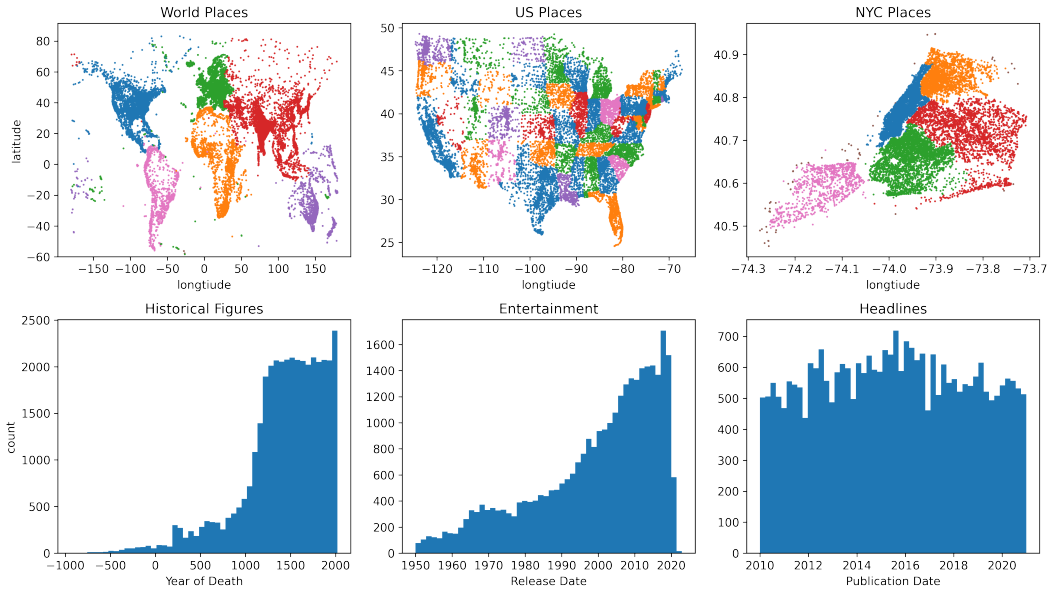 World Places
US Places
NYC Places
80
60
40
20
0
−20
−40
−60
latitude
−150 −100 −50 0 50 100 150
longtiude
50
45
40
35
30
25
−120 −110 −100 −90 −80 −70
longtiude
40.9
40.8
40.7
40.6
40.5
−74.3 −74.2 −74.1 −74.0 −73.9 −73.8 −73.7
longtiude
Historical Figures
Entertainment
Headlines
2500
2000
1500
1000
500
0
count
−1000 −500 0 500 1000 1500 2000
Year of Death
1600
1400
1200
1000
800
600
400
200
0
1950 1960 1970 1980 1990 2000 2010 2020
Release Date
700
600
500
400
300
200
100
0
2010 2012 2014 2016 2018 2020
Publication Date